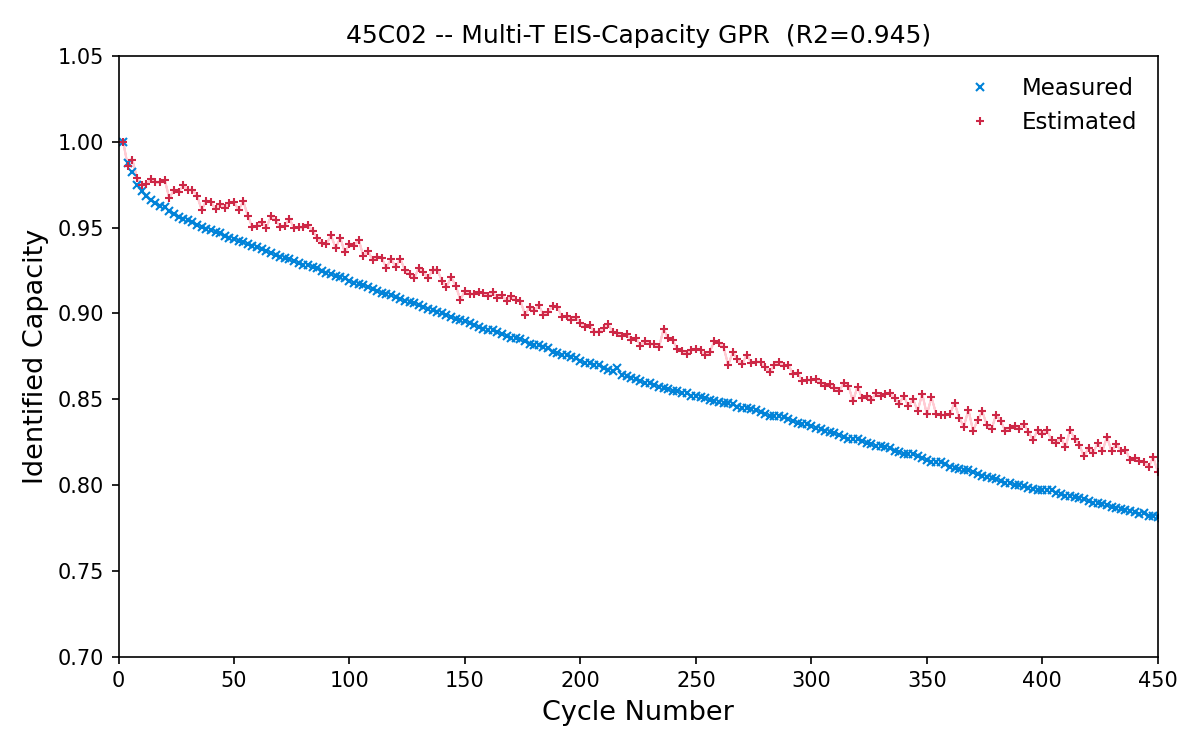 45C02 -- Multi-T EIS-Capacity GPR (R2=0.945)
Measured
Estimated
Identified Capacity
1.05
1.00
0.95
0.90
0.85
0.80
0.75
0.70
0 50 100 150 200 250 300 350 400 450
Cycle Number